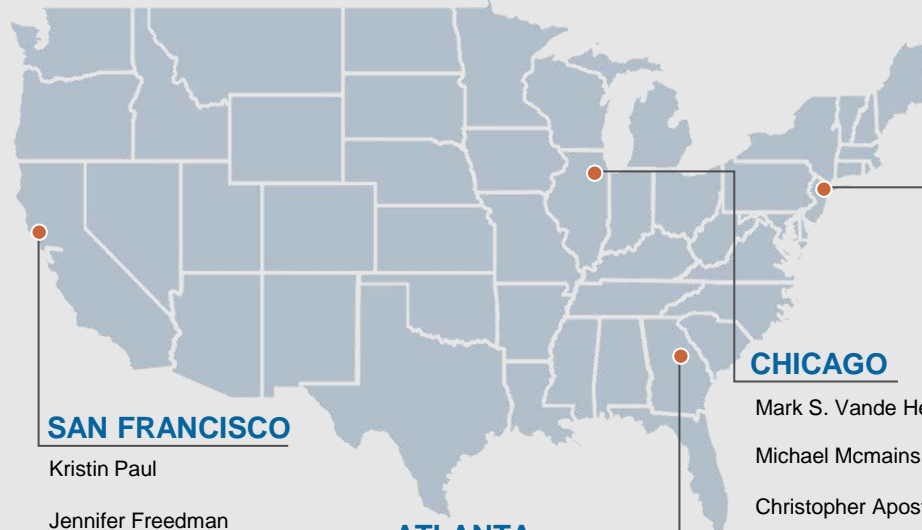 CHICAGO
Mark S. Vande
Michael Mcmains
Christopher
SAN FRANCISCO
Kristin Paul
Jennifer Freedman
ATLANTA